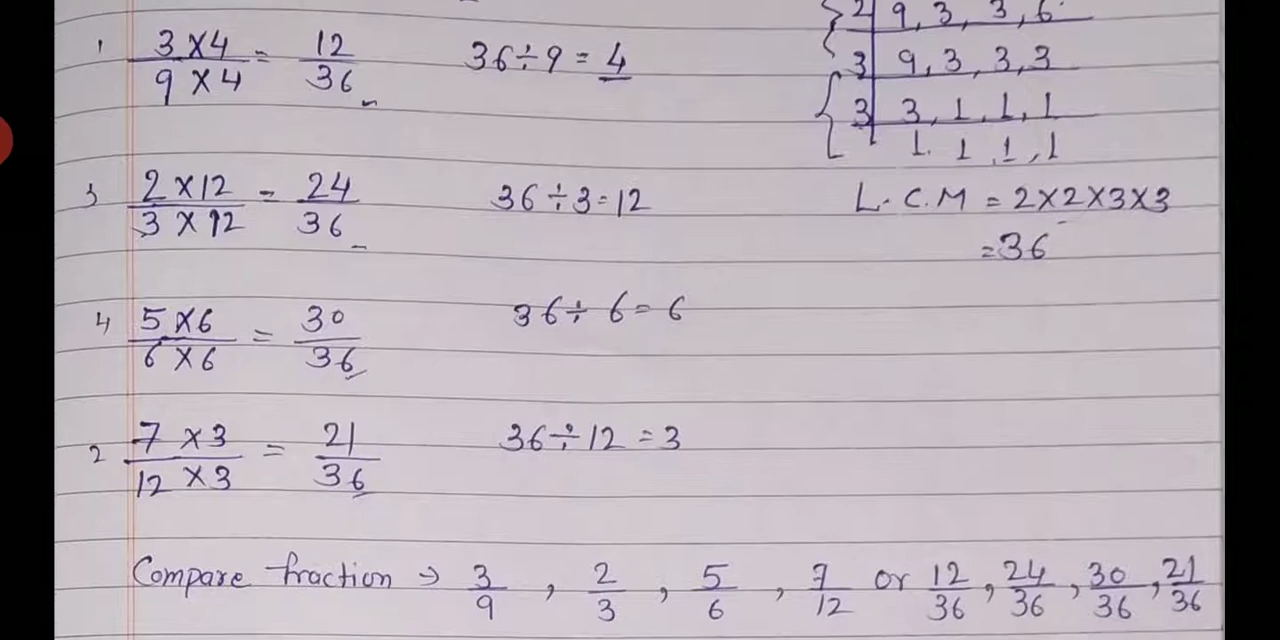 1 3 × 4 / 9 × 4 = 12 / 36 36 ÷ 9 = 4
3 2 × 12 / 3 × 12 = 24 / 36 36 ÷ 3 = 12
4 5 × 6 / 6 × 6 = 30 / 36 36 ÷ 6 = 6
2 7 × 3 / 12 × 3 = 21 / 36 36 ÷ 12 = 3
2 | 9, 3, 3, 6
3 | 9, 3, 3, 3
3 | 3, 1, 1, 1
1. 1, 1, 1
L.C.M = 2×2×3×3
= 36
Compare fraction → 3/9, 2/3, 5/6, 7/12 or 12/36, 24/36, 30/36, 21/36